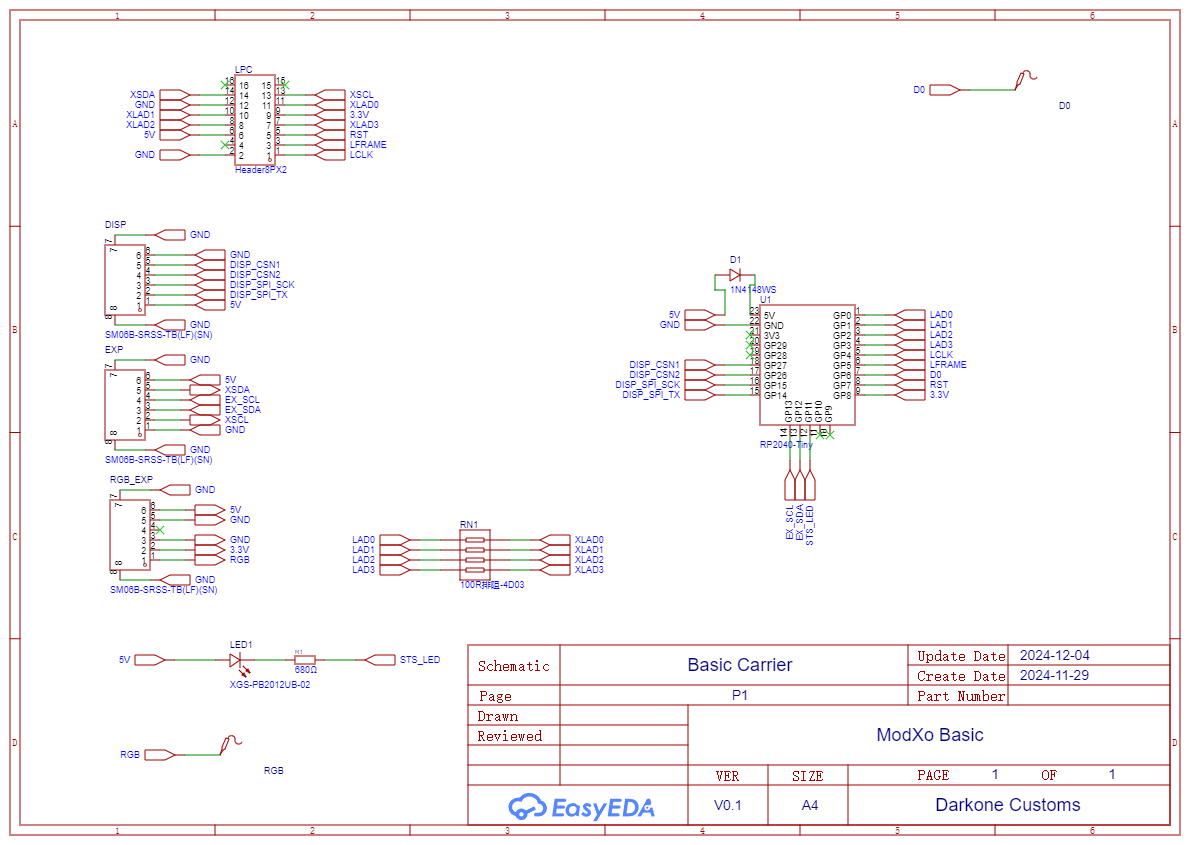 1 2 3 4 5 6
A A
B B
C C
D D
LPC
16 15
14 13
12 11
10 9
8 7
6 5
4 3
2 1
16 15
14 13
12 11
10 9
8 7
6 5
4 3
2 1
XSDA XSCL
GND XLAD0
XLAD1 3.3V
XLAD2 XLAD3
5V RST
LFRAME
GND LCLK
Header8PX2
D0
D0
DISP
7 GND
7
6 6 GND
5 5 DISP_CSN1
4 4 DISP_CSN2
3 3 DISP_SPI_SCK
2 2 DISP_SPI_TX
1 1 5V
8
8 GND
SM06B-SRSS-TB(LF)(SN)
EXP
7 GND
7
6 6 5V
5 5 XSDA
4 4 EX_SCL
3 3 EX_SDA
2 2 XSCL
1 1 GND
8
8 GND
SM06B-SRSS-TB(LF)(SN)
RGB_EXP
7 GND
7
6 6 5V
5 5 GND
4 4
3 3 GND
2 2 3.3V
1 1 RGB
8
8 GND
SM06B-SRSS-TB(LF)(SN)
D1
1N4148WS
U1
5V 23 5V GP0 1 LAD0
GND 22 GND GP1 2 LAD1
21 3V3 GP2 3 LAD2
20 GP29 GP3 4 LAD3
19 GP28 GP4 5 LCLK
DISP_CSN1 18 GP27 GP5 6 LFRAME
DISP_CSN2 17 GP26 GP6 7 D0
DISP_SPI_SCK 16 GP15 GP7 8 RST
DISP_SPI_TX 15 GP14 GP8 9 3.3V
GP13 GP12 GP11 GP10 GP9
14 13 12 11 10
RP2040-Tiny
EX_SCL
EX_SDA
STS_LED
RN1
LAD0 XLAD0
LAD1 XLAD1
LAD2 XLAD2
LAD3 XLAD3
100R排阻-4D03
LED1
5V R1 STS_LED
680Ω
XGS-PB2012UB-02
RGB
RGB
Schematic Basic Carrier Update Date 2024-12-04
Create Date 2024-11-29
Page P1 Part Number
Drawn
Reviewed ModXo Basic
VER SIZE PAGE 1 OF 1
EasyEDA V0.1 A4 Darkone Customs
1 2 3 4 5 6